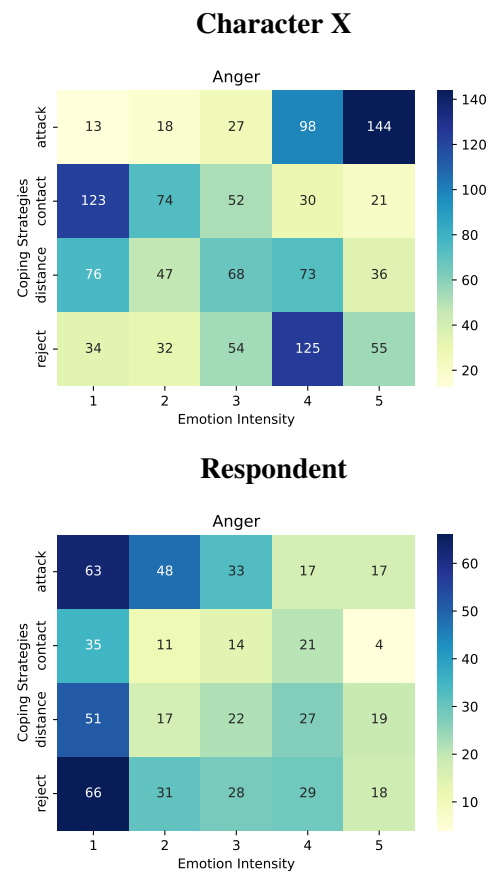 Character X
Anger
Coping Strategies
attack 13 18 27 98 144
contact 123 74 52 30 21
distance 76 47 68 73 36
reject 34 32 54 125 55
1 2 3 4 5
Emotion Intensity
140
120
100
80
60
40
20
Respondent
Anger
Coping Strategies
attack 63 48 33 17 17
contact 35 11 14 21 4
distance 51 17 22 27 19
reject 66 31 28 29 18
1 2 3 4 5
Emotion Intensity
60
50
40
30
20
10